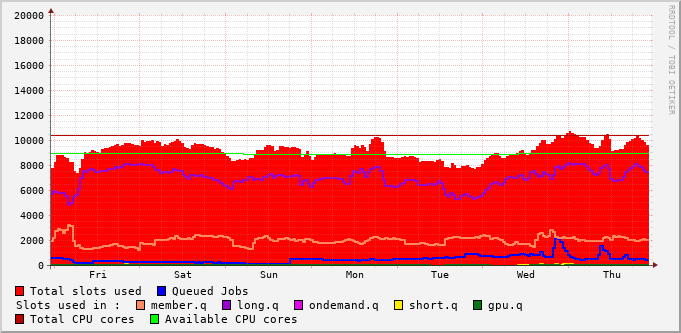 20000
18000
16000
14000
12000
10000
8000
6000
4000
2000
0
Fri Sat Sun Mon Tue Wed Thu
RRDTOOL / TOBI OETIKER
Total slots used Queued Jobs
Slots used in : member.q long.q ondemand.q short.q gpu.q
Total CPU cores Available CPU cores